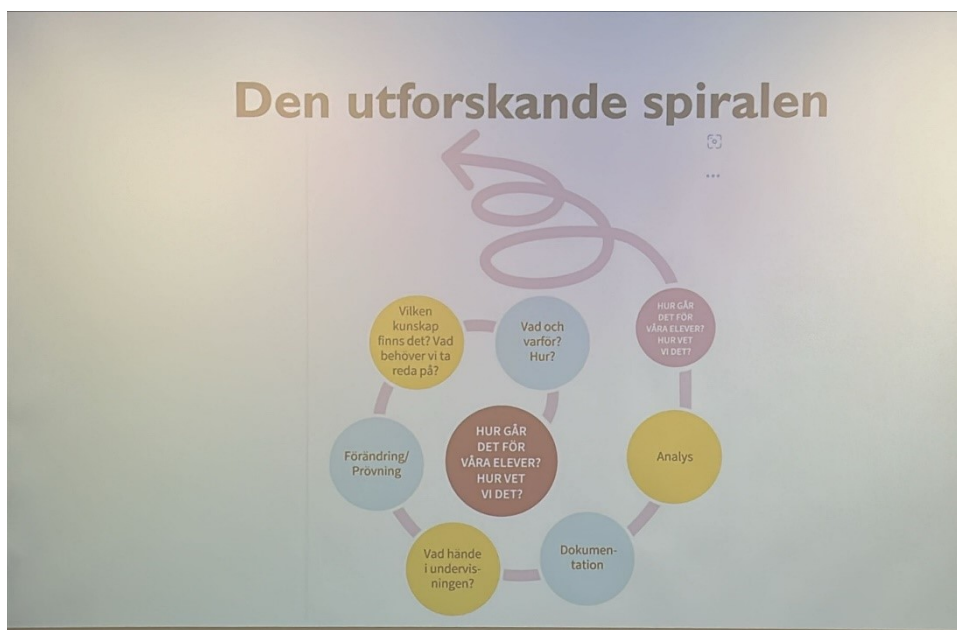 Den utforskande spiralen
HUR GÅR
DET FÖR
VÅRA ELEVER?
HUR VET
VI DET?
Vad och
varför?
Hur?
Vilken
kunskap
finns det? Vad
behöver vi ta
reda på?
Förändring/
Prövning
Vad hände
i undervis-
ningen?
Dokumen-
tation
Analys
HUR GÅR
DET FÖR
VÅRA ELEVER?
HUR VET
VI DET?